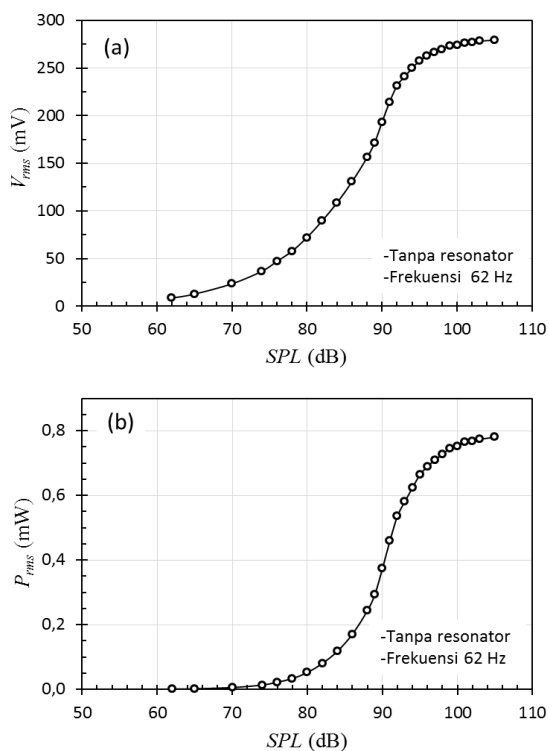 (a)
300
250
200
150
100
50
0
V_rms (mV)
-Tanpa resonator
-Frekuensi 62 Hz
50 60 70 80 90 100 110
SPL (dB)
(b)
0,8
0,6
0,4
0,2
0,0
P_rms (mW)
-Tanpa resonator
-Frekuensi 62 Hz
50 60 70 80 90 100 110
SPL (dB)